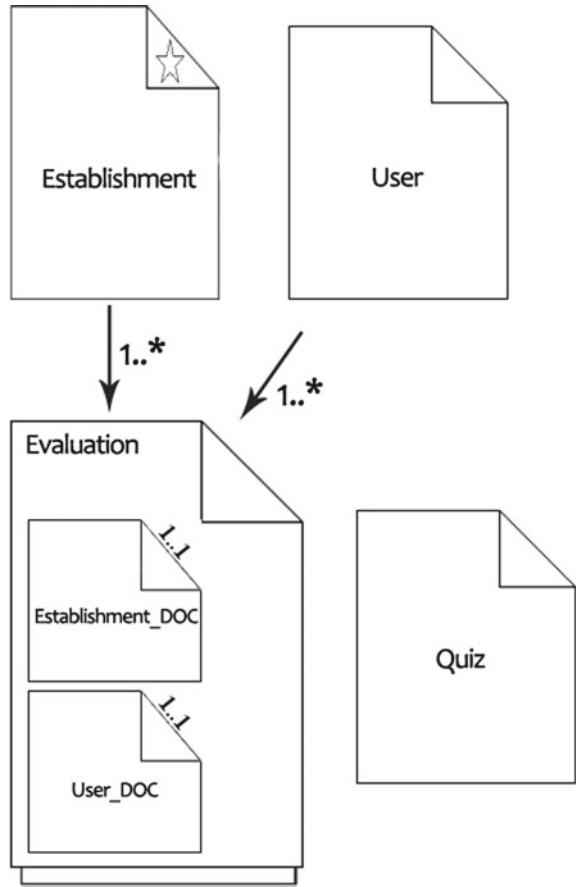 Establishment
User
1..*
1..*
Evaluation
1..1
Establishment_DOC
1..1
User_DOC
Quiz